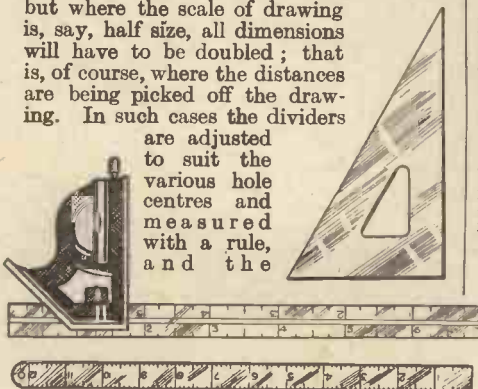 but where the scale of drawing
is, say, half size, all dimensions
will have to be doubled ; that
is, of course, where the distances
are being picked off the draw-
ing. In such cases the dividers
are adjusted
to suit the
various hole
centres and
measured
with a rule,
and the